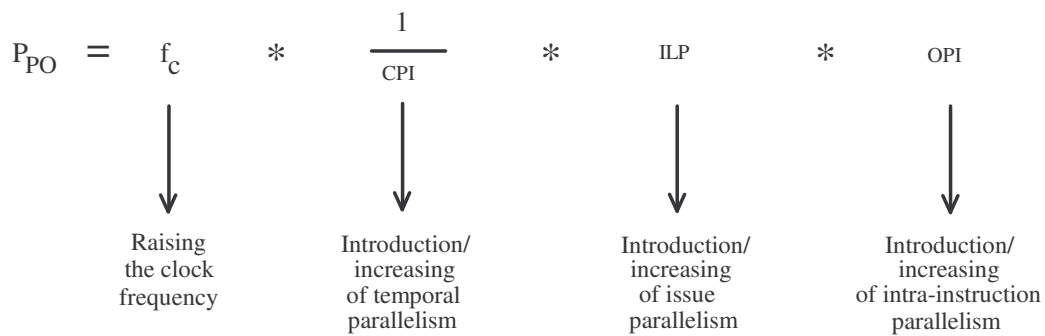 P_PO = f_c * 1/CPI * ILP * OPI
Raising
the clock
frequency
Introduction/
increasing
of temporal
parallelism
Introduction/
increasing
of issue
parallelism
Introduction/
increasing
of intra-instruction
parallelism